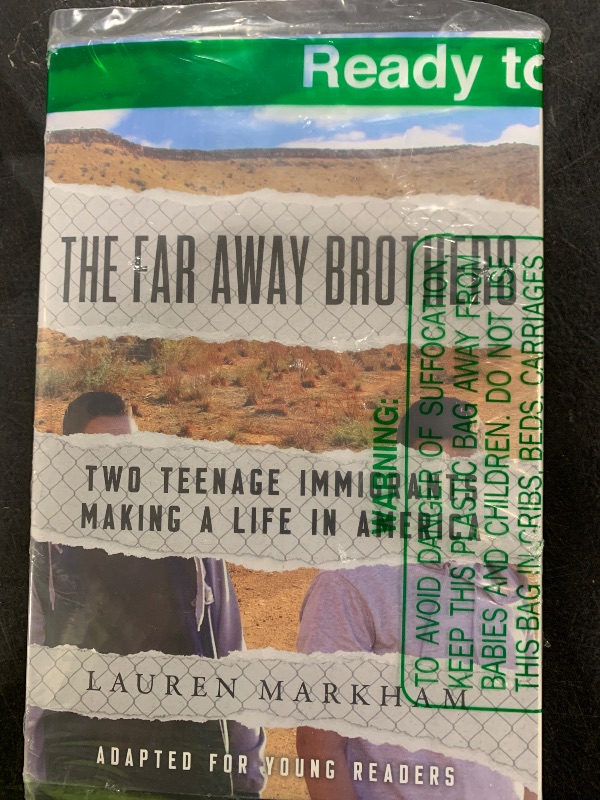 Ready to
THE FAR AWAY BROTHERS
TWO TEENAGE IMMIGRANTS
MAKING A LIFE IN AMERICA
LAUREN MARKHAM
ADAPTED FOR YOUNG READERS
WARNING:
TO AVOID DANGER OF SUFFOCATION,
KEEP THIS PLASTIC BAG AWAY FROM
BABIES AND CHILDREN. DO NOT USE
THIS BAG IN CRIBS, BEDS, CARRIAGES